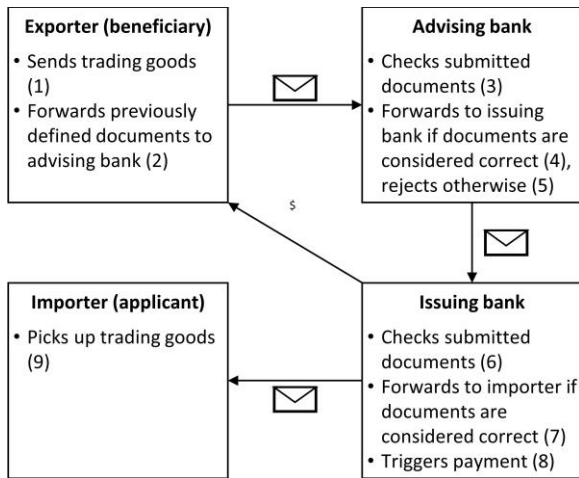 Exporter (beneficiary)
• Sends trading goods
(1)
• Forwards previously
defined documents to
advising bank (2)
Advising bank
• Checks submitted
documents (3)
• Forwards to issuing
bank if documents are
considered correct (4),
rejects otherwise (5)
$
Importer (applicant)
• Picks up trading goods
(9)
Issuing bank
• Checks submitted
documents (6)
• Forwards to importer if
documents are
considered correct (7)
• Triggers payment (8)